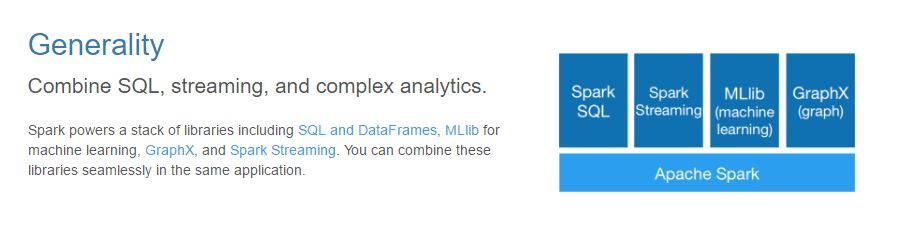 Generality
Combine SQL, streaming, and complex analytics.
Spark powers a stack of libraries including SQL and DataFrames, MLlib for
machine learning, GraphX, and Spark Streaming. You can combine these
libraries seamlessly in the same application.
Spark
SQL
Spark
Streaming
MLlib
(machine
learning)
GraphX
(graph)
Apache Spark